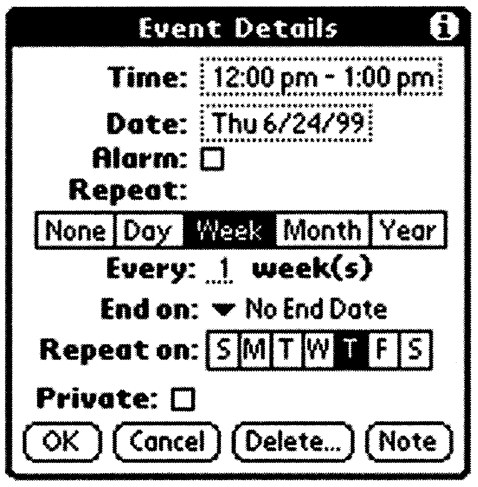 Event Details i
Time: 12:00 pm - 1:00 pm
Date: Thu 6/24/99
Alarm:
Repeat:
None Day Week Month Year
Every: 1 week(s)
End on: No End Date
Repeat on: S M T W T F S
Private:
OK Cancel Delete... Note